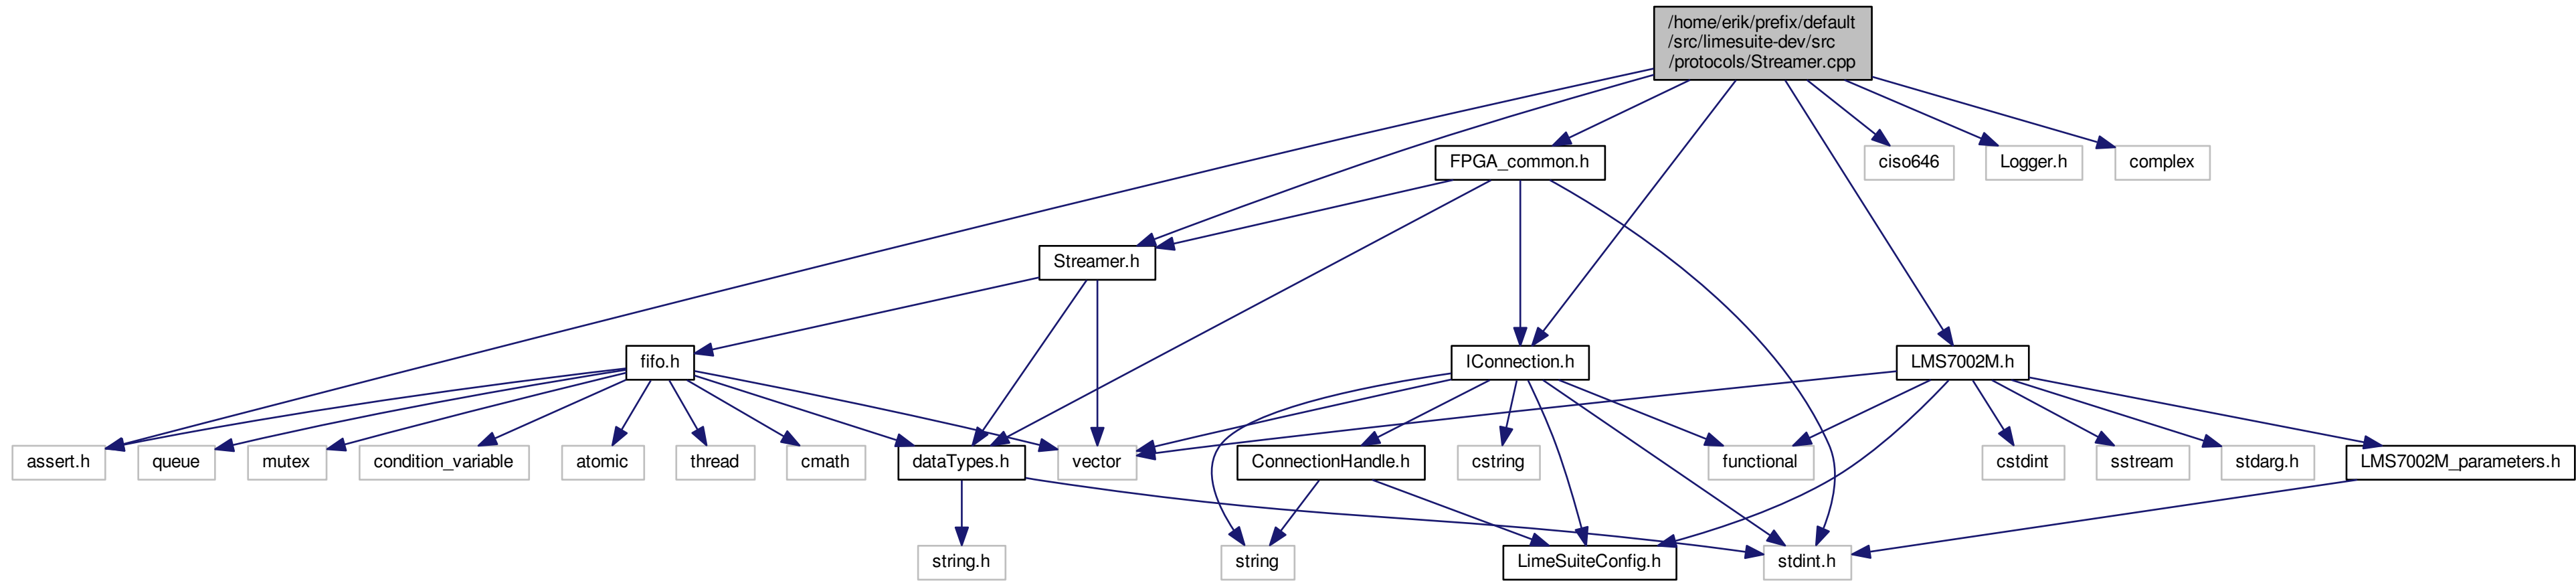 /home/erik/prefix/default
/src/limesuite-dev/src
/protocols/Streamer.cpp
FPGA_common.h
ciso646
Logger.h
complex
Streamer.h
fifo.h
IConnection.h
LMS7002M.h
assert.h
queue
mutex
condition_variable
atomic
thread
cmath
dataTypes.h
vector
ConnectionHandle.h
cstring
functional
cstdint
sstream
stdarg.h
LMS7002M_parameters.h
string.h
string
LimeSuiteConfig.h
stdint.h